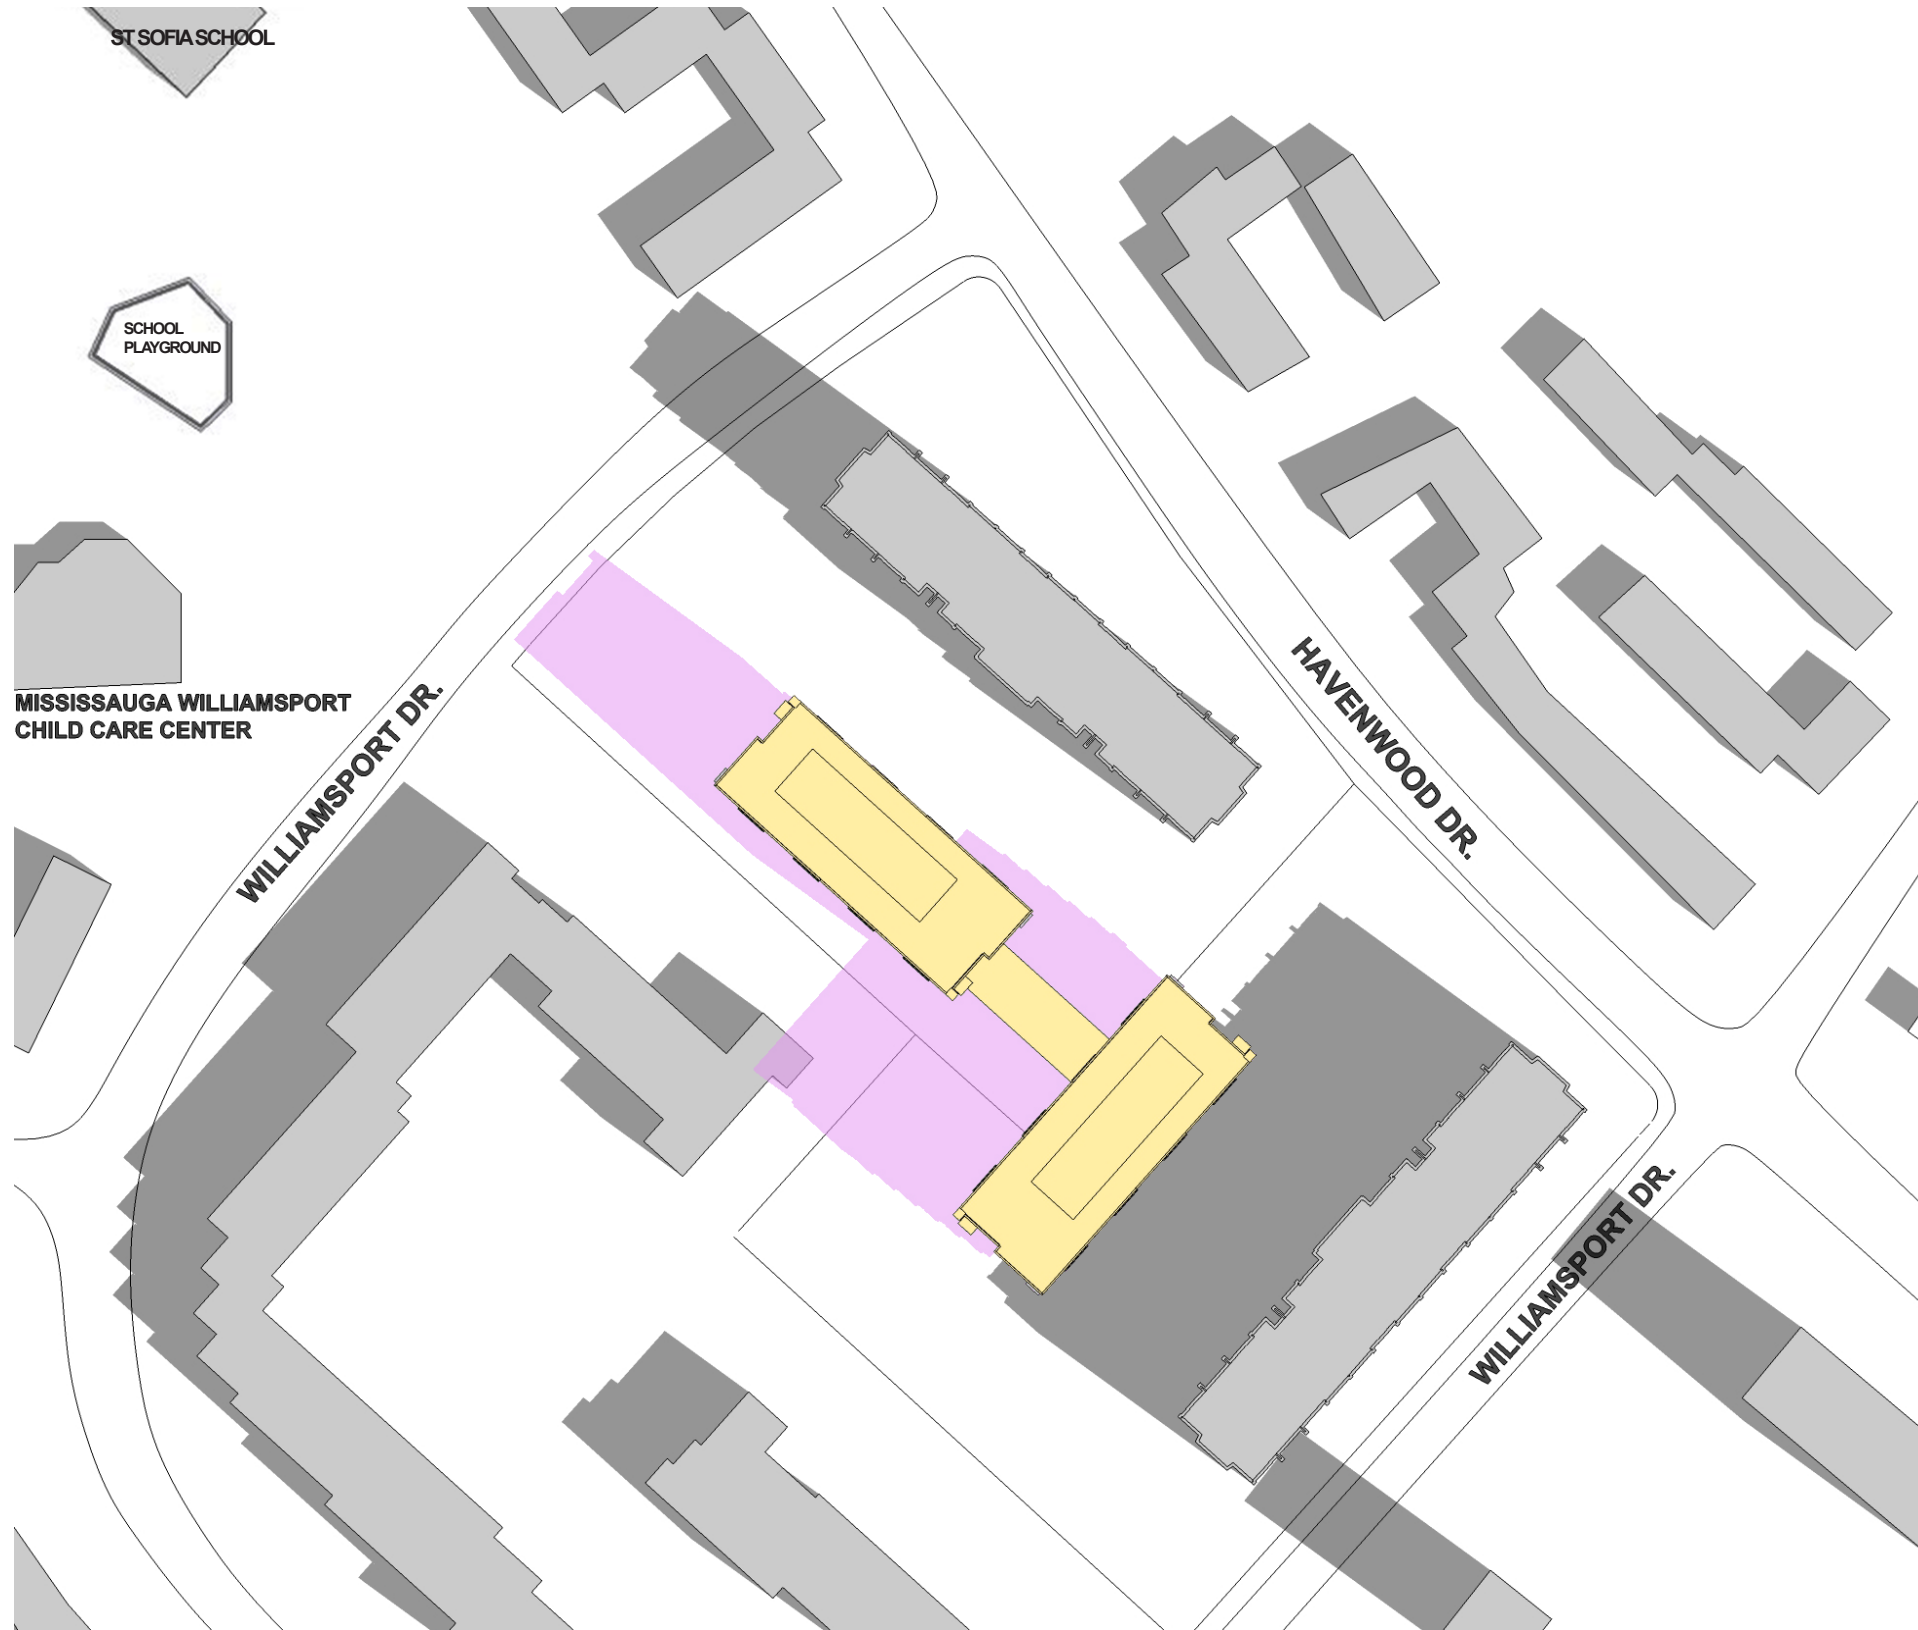 ST SOFIA SCHOOL
SCHOOL
PLAYGROUND
MISSISSAUGA WILLIAMSPORT
CHILD CARE CENTER
WILLIAMSPORT DR.
HAVENWOOD DR.
WILLIAMSPORT DR.